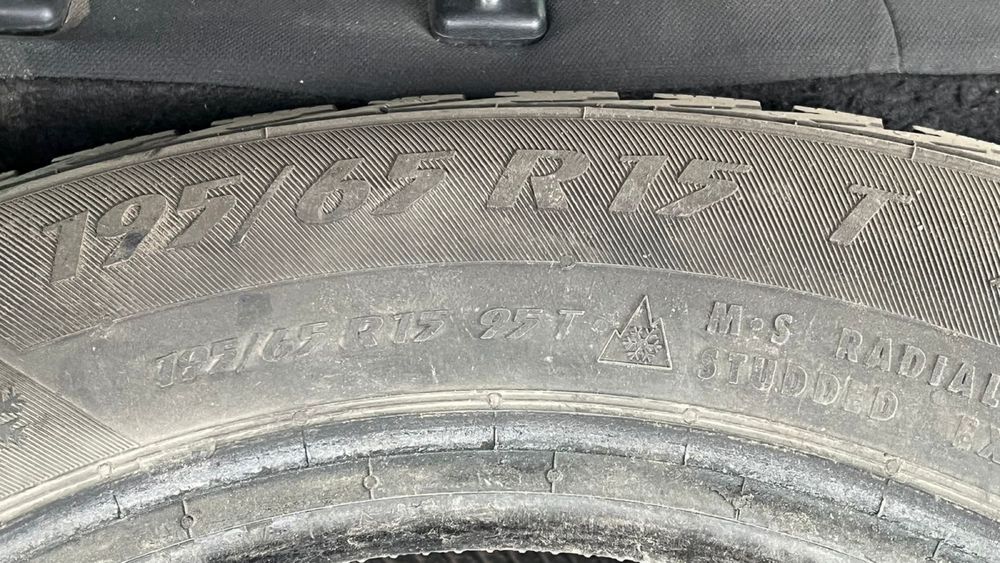 195/65 R15 T
195/65 R15 95T
M·S RADIAL
STUDDED